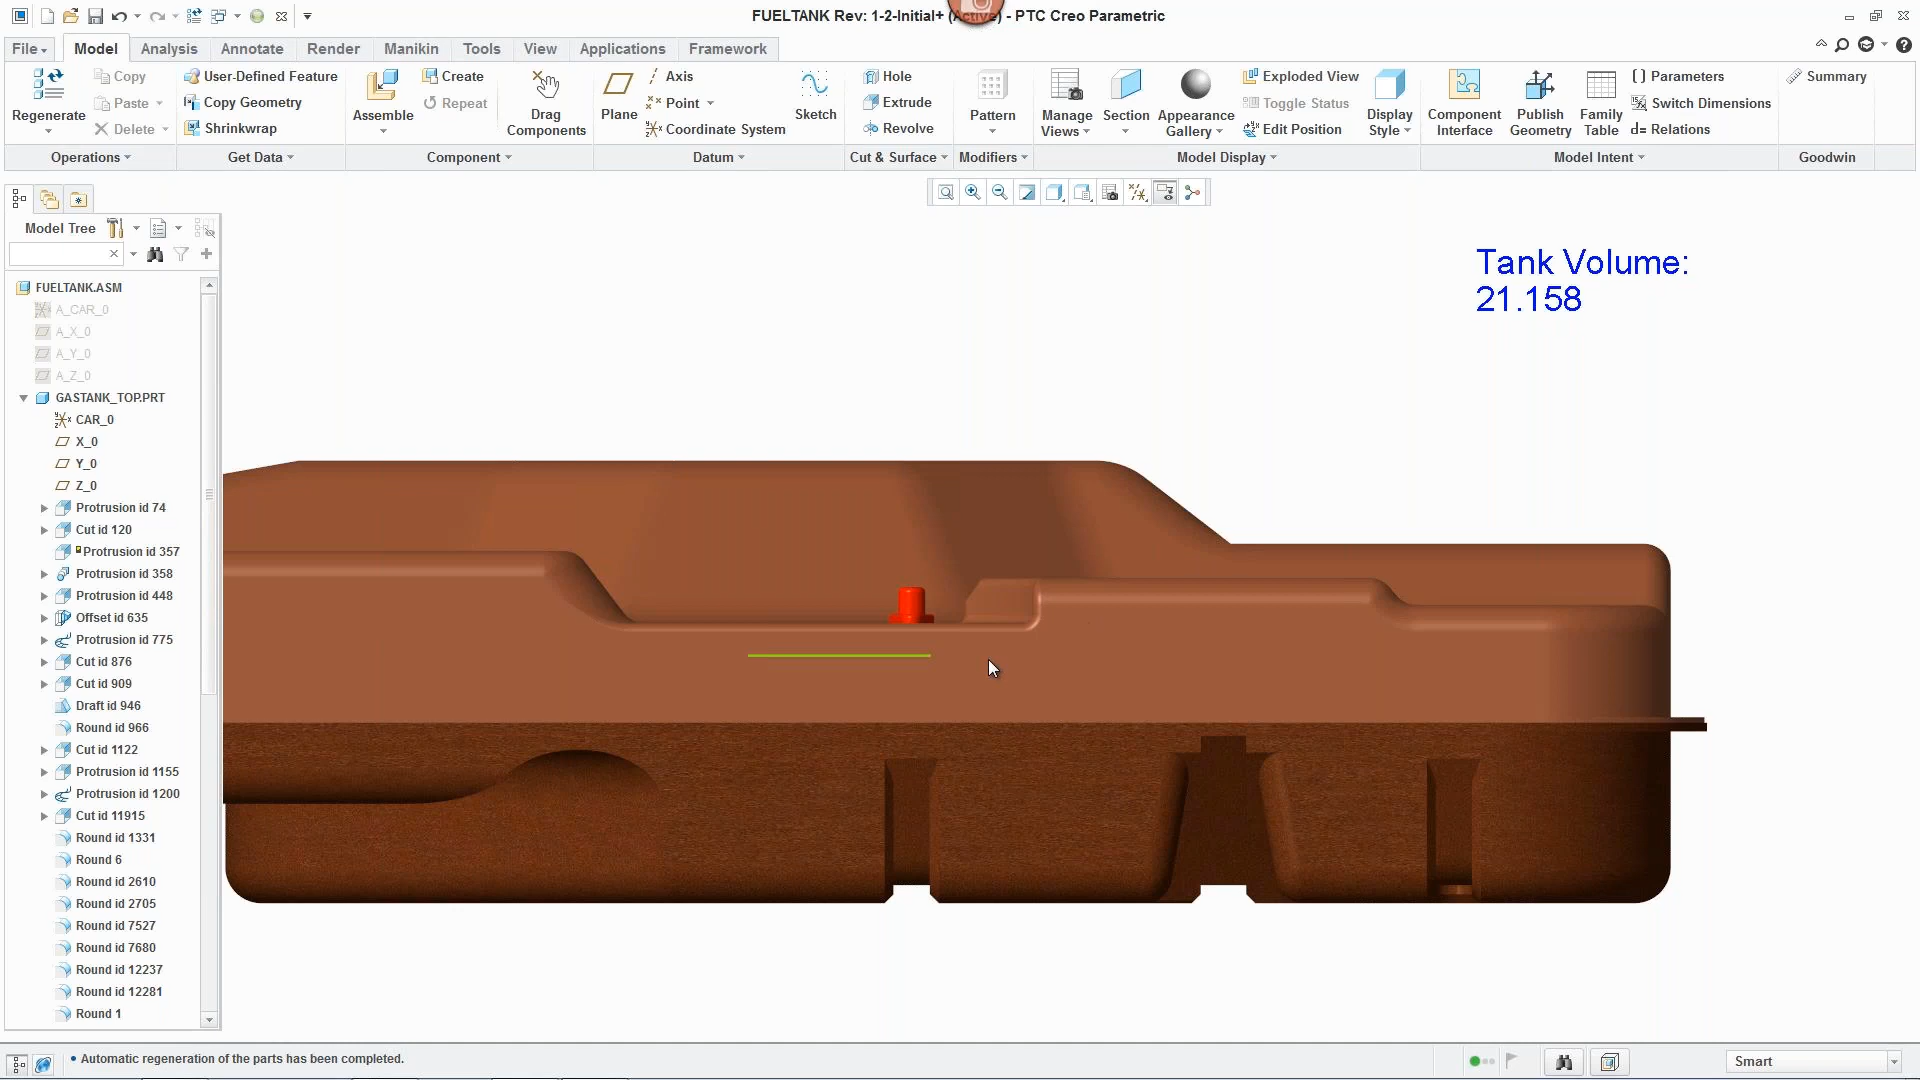 FUELTANK Rev: 1-2-Initial+ (Active) - PTC Creo Parametric
File Model Analysis Annotate Render Manikin Tools View Applications Framework
Regenerate
Copy
Paste
Delete
Operations
User-Defined Feature
Copy Geometry
Shrinkwrap
Get Data
Assemble
Create
Repeat
Drag
Components
Component
Plane
Axis
Point
Coordinate System
Sketch
Datum
Hole
Extrude
Revolve
Cut & Surface
Pattern
Modifiers
Manage
Views
Section
Appearance
Gallery
Exploded View
Toggle Status
Edit Position
Display
Style
Model Display
Component
Interface
Publish
Geometry
Family
Table
Parameters
Switch Dimensions
d= Relations
Model Intent
Summary
Goodwin
Model Tree
FUELTANK.ASM
A_CAR_0
A_X_0
A_Y_0
A_Z_0
GASTANK_TOP.PRT
CAR_0
X_0
Y_0
Z_0
Protrusion id 74
Cut id 120
Protrusion id 357
Protrusion id 358
Protrusion id 448
Offset id 635
Protrusion id 775
Cut id 876
Cut id 909
Draft id 946
Round id 966
Cut id 1122
Protrusion id 1155
Protrusion id 1200
Cut id 11915
Round id 1331
Round 6
Round id 2610
Round id 2705
Round id 7527
Round id 7680
Round id 12237
Round id 12281
Round 1
Tank Volume:
21.158
Automatic regeneration of the parts has been completed.
Smart